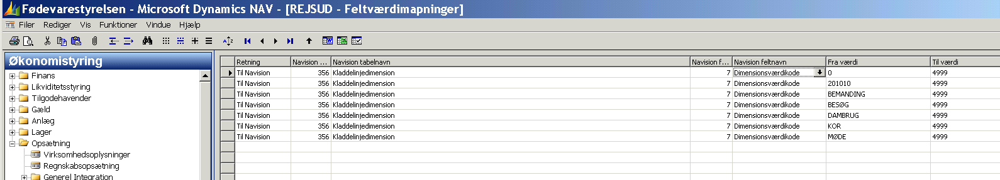 Fødevarestyrelsen - Microsoft Dynamics NAV - [REJSUD - Feltværdimapninger]
Filer Rediger Vis Funktioner Vindue Hjælp
Økonomistyring
Finans
Likviditetsstyring
Tilgodehavender
Gæld
Anlæg
Lager
Opsætning
Virksomhedsoplysninger
Regnskabsopsætning
Generel Integration
Retning Navision ... Navision tabelnavn Navision f... Navision feltnavn Fra værdi Til værdi
Til Navision 356 Kladdelinjedimension 7 Dimensionsværdikode 0 4999
Til Navision 356 Kladdelinjedimension 7 Dimensionsværdikode 201010 4999
Til Navision 356 Kladdelinjedimension 7 Dimensionsværdikode BEMANDING 4999
Til Navision 356 Kladdelinjedimension 7 Dimensionsværdikode BESØG 4999
Til Navision 356 Kladdelinjedimension 7 Dimensionsværdikode DAMBRUG 4999
Til Navision 356 Kladdelinjedimension 7 Dimensionsværdikode KOR 4999
Til Navision 356 Kladdelinjedimension 7 Dimensionsværdikode MØDE 4999